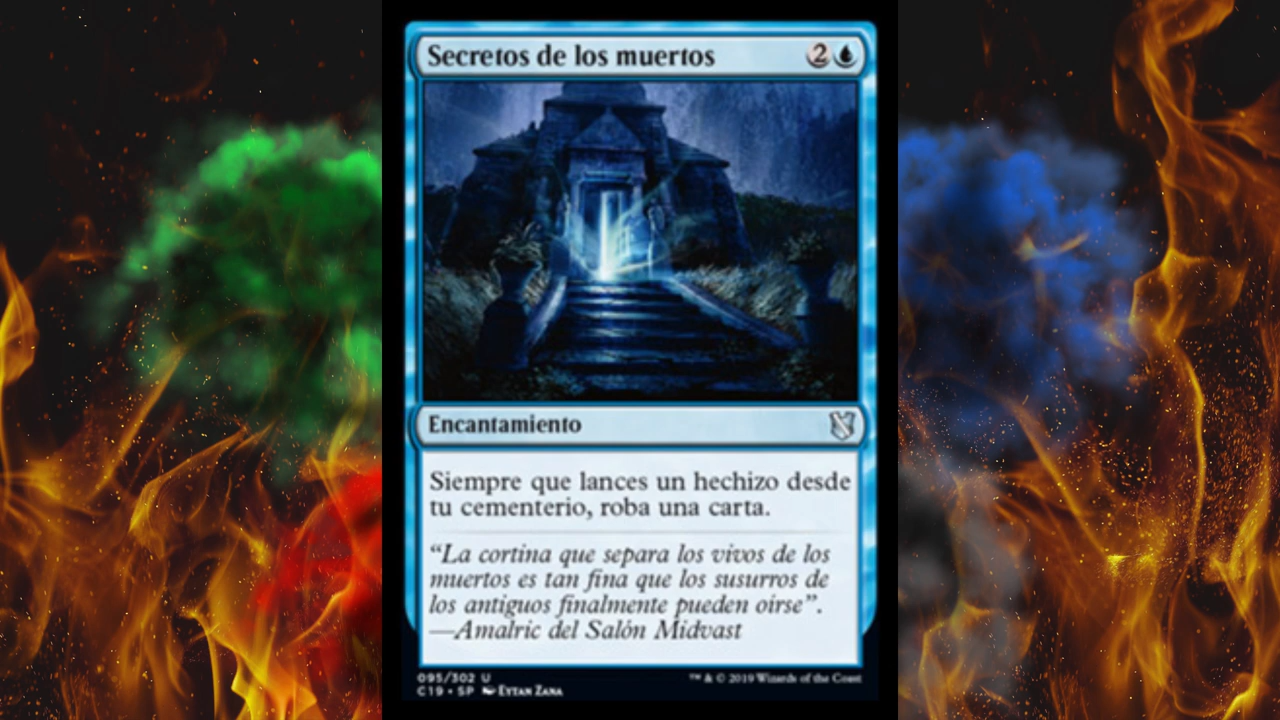 Secretos de los muertos 2
Encantamiento
Siempre que lances un hechizo desde
tu cementerio, roba una carta.
“La cortina que separa los vivos de los
muertos es tan fina que los susurros de
los antiguos finalmente pueden oírse”.
—Amalric del Salón Midvast
095/302 U
C19 • SP Eytan Zana
™ & © 2019 Wizards of the Coast